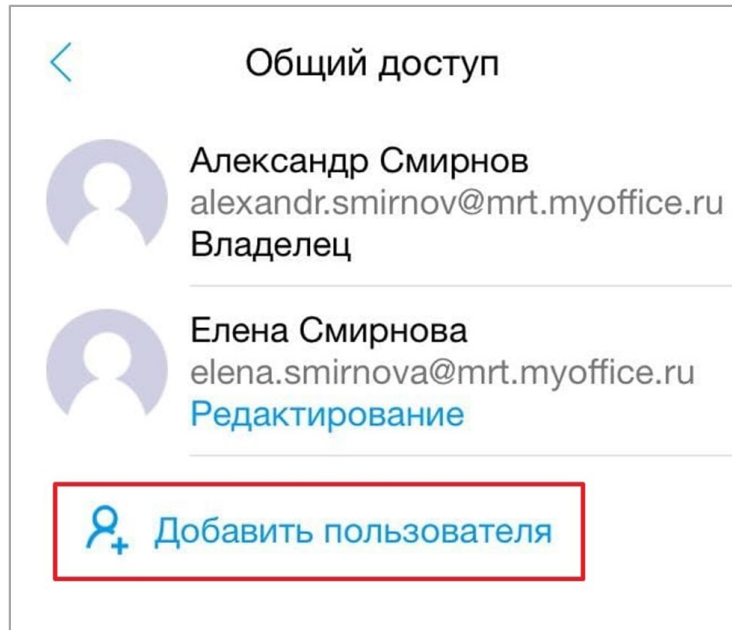 Общий доступ
Александр Смирнов
alexandr.smirnov@mrt.myoffice.ru
Владелец
Елена Смирнова
elena.smirnova@mrt.myoffice.ru
Редактирование
Добавить пользователя